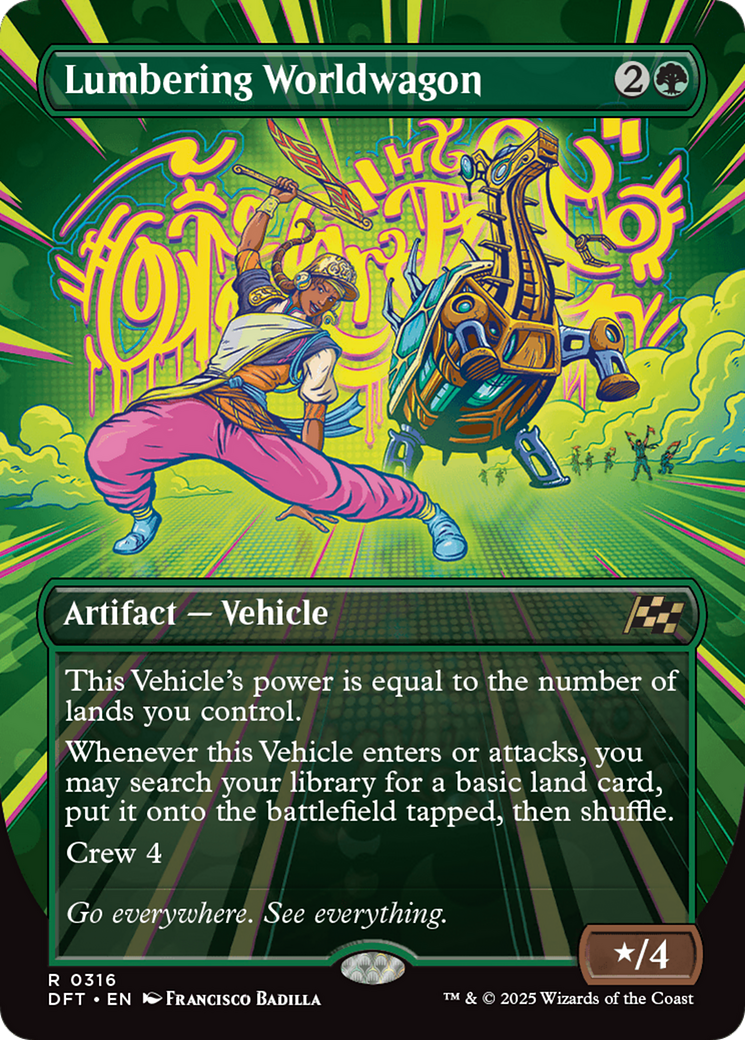 Lumbering Worldwagon 2
Artifact — Vehicle
This Vehicle's power is equal to the number of
lands you control.
Whenever this Vehicle enters or attacks, you
may search your library for a basic land card,
put it onto the battlefield tapped, then shuffle.
Crew 4
Go everywhere. See everything.
★/4
R 0316
DFT • EN Francisco Badilla
™ & © 2025 Wizards of the Coast